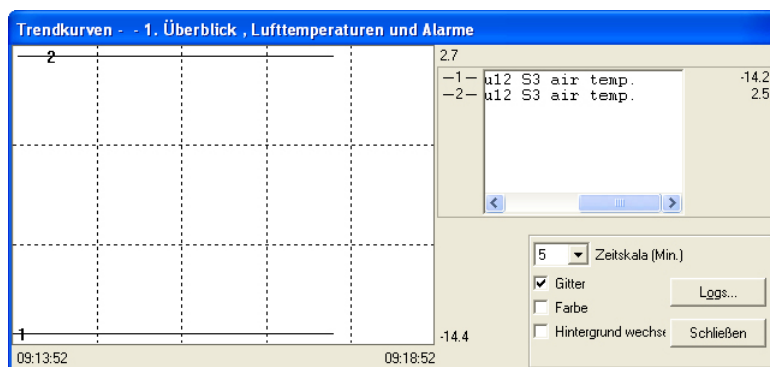 Trendkurven - - 1. Überblick , Lufttemperaturen und Alarme
2
2.7
1 u12 S3 air temp. -14.2
2 u12 S3 air temp. 2.5
5 Zeitskala (Min.)
Gitter
Logs...
Farbe
Hintergrund wechse
Schließen
1
-14.4
09:13:52 09:18:52